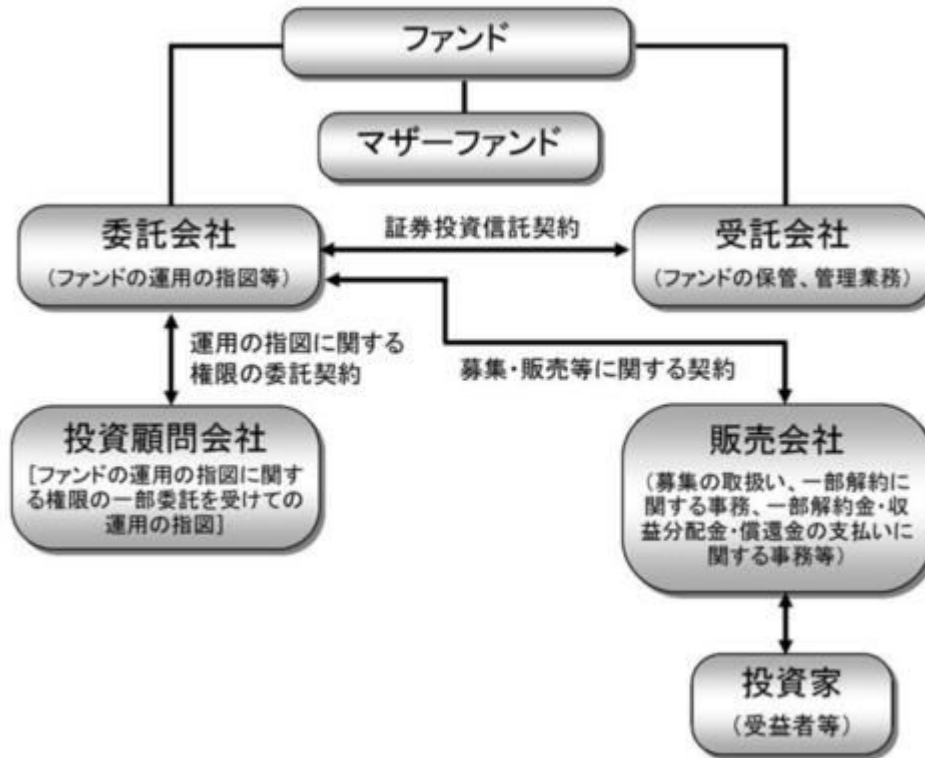 ファンド
マザーファンド
委託会社
(ファンドの運用の指図等)
証券投資信託契約
受託会社
(ファンドの保管、管理業務)
運用の指図に関する
権限の委託契約
募集・販売等に関する契約
投資顧問会社
[ファンドの運用の指図に関す
る権限の一部委託を受けての
運用の指図]
販売会社
(募集の取扱い、一部解約に
関する事務、一部解約金・収
益分配金・償還金の支払いに
関する事務等)
投資家
(受益者等)